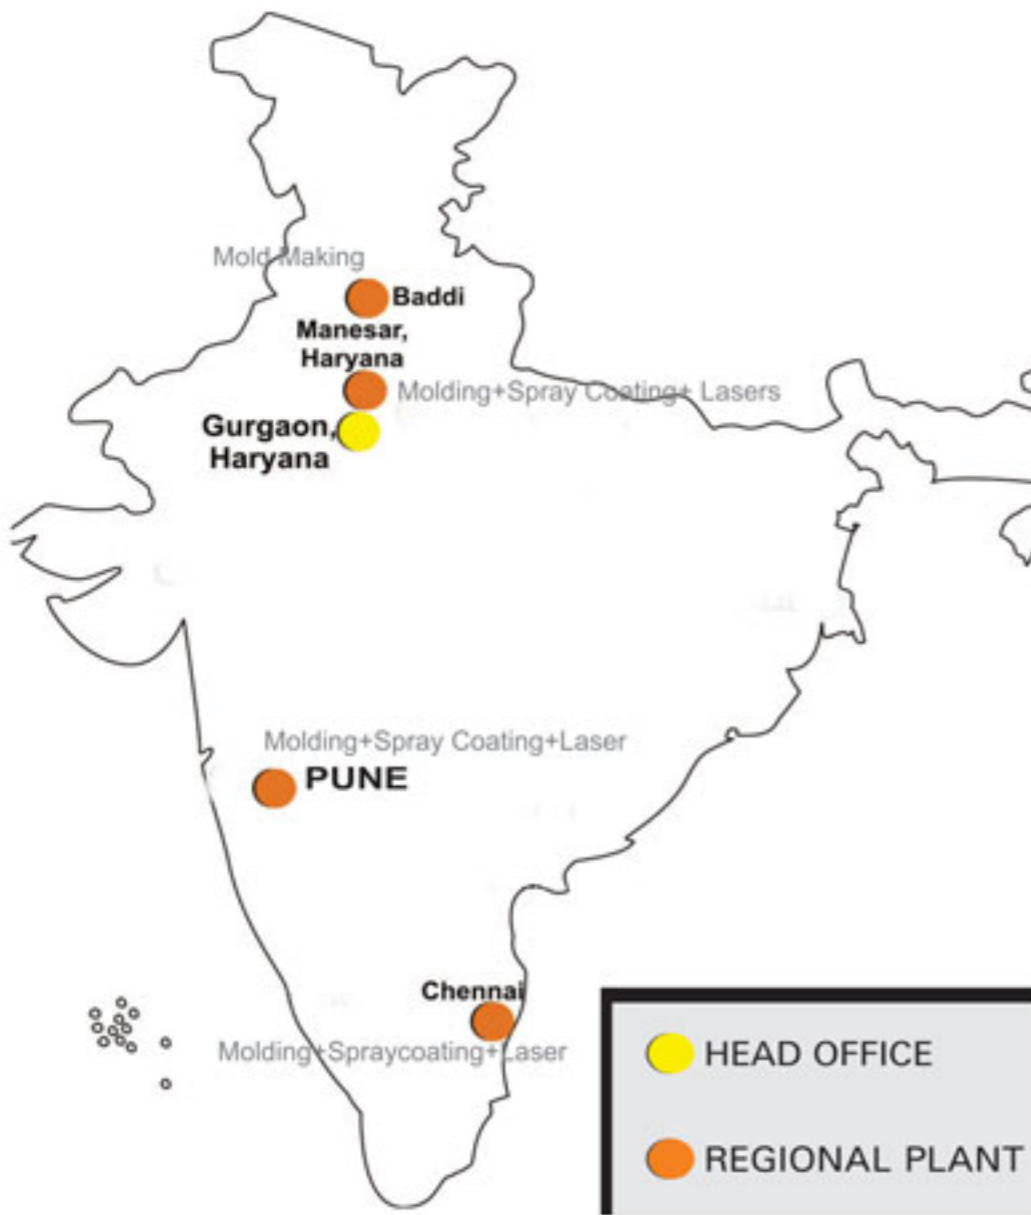 Mold Making
Baddi
Manesar,
Haryana
Molding+Spray Coating+ Lasers
Gurgaon,
Haryana
Molding+Spray Coating+Laser
PUNE
Chennai
Molding+Spraycoating+Laser
HEAD OFFICE
REGIONAL PLANT